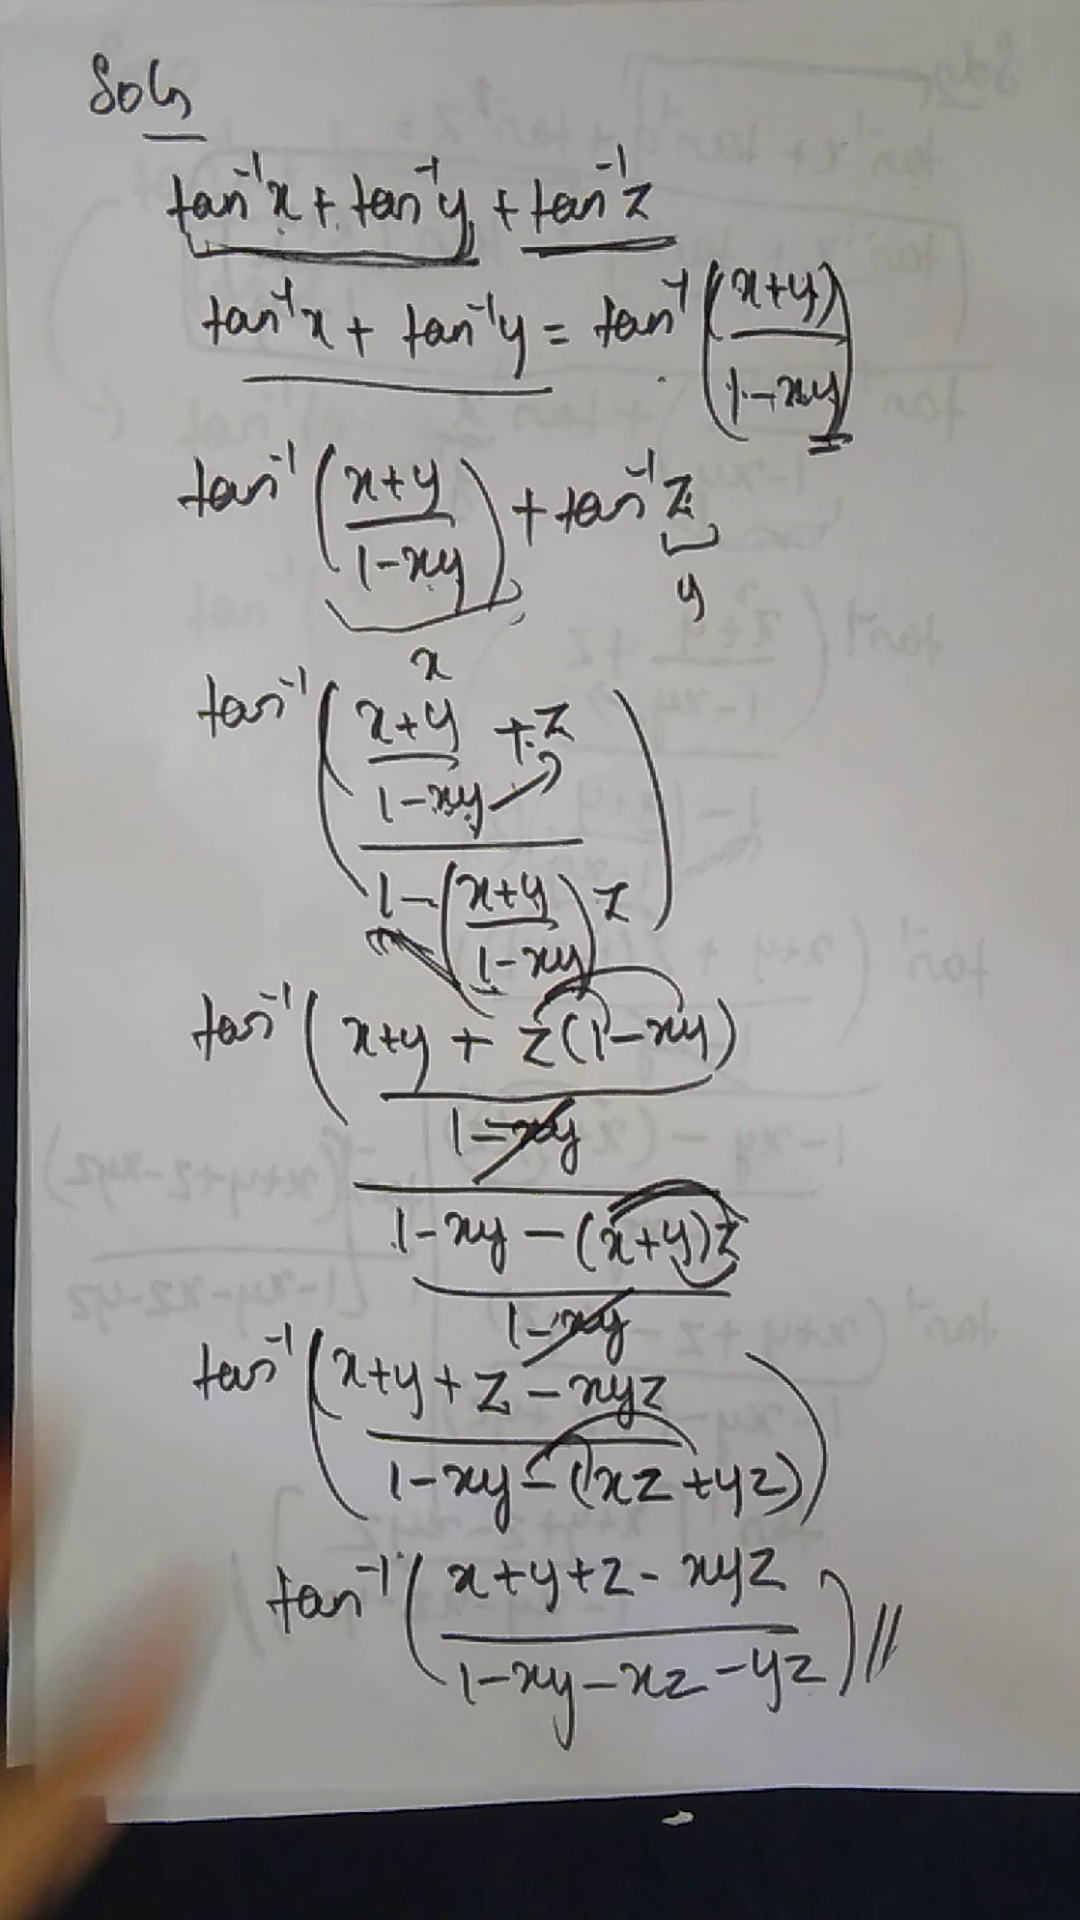 Soln
tan⁻¹x + tan⁻¹y + tan⁻¹z
tan⁻¹x + tan⁻¹y = tan⁻¹((x+y)/(1-xy))
tan⁻¹((x+y)/(1-xy)) + tan⁻¹z
y
x
tan⁻¹(((x+y)/(1-xy) + z)/(1-((x+y)/(1-xy))z))
tan⁻¹(((x+y + z(1-xy))/(1-xy))/((1-xy-(x+y)z)/(1-xy))
tan⁻¹((x+y+z-xyz)/(1-xy-(xz+yz)))
tan⁻¹((x+y+z-xyz)/(1-xy-xz-yz))//